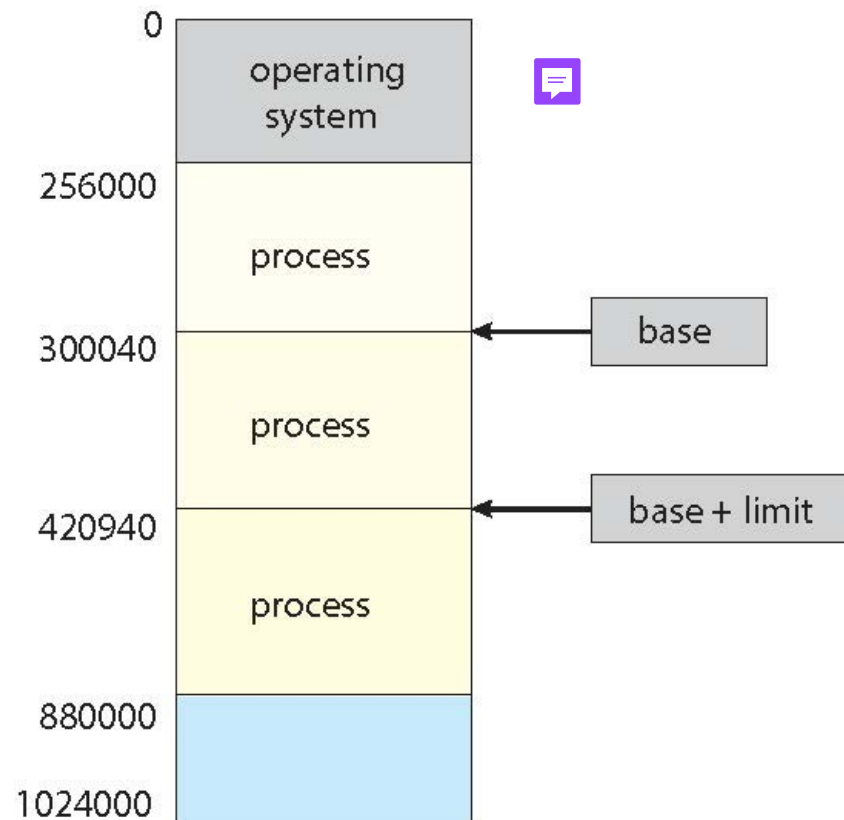 0
operating
system
256000
process
300040
base
process
420940
base + limit
process
880000
1024000